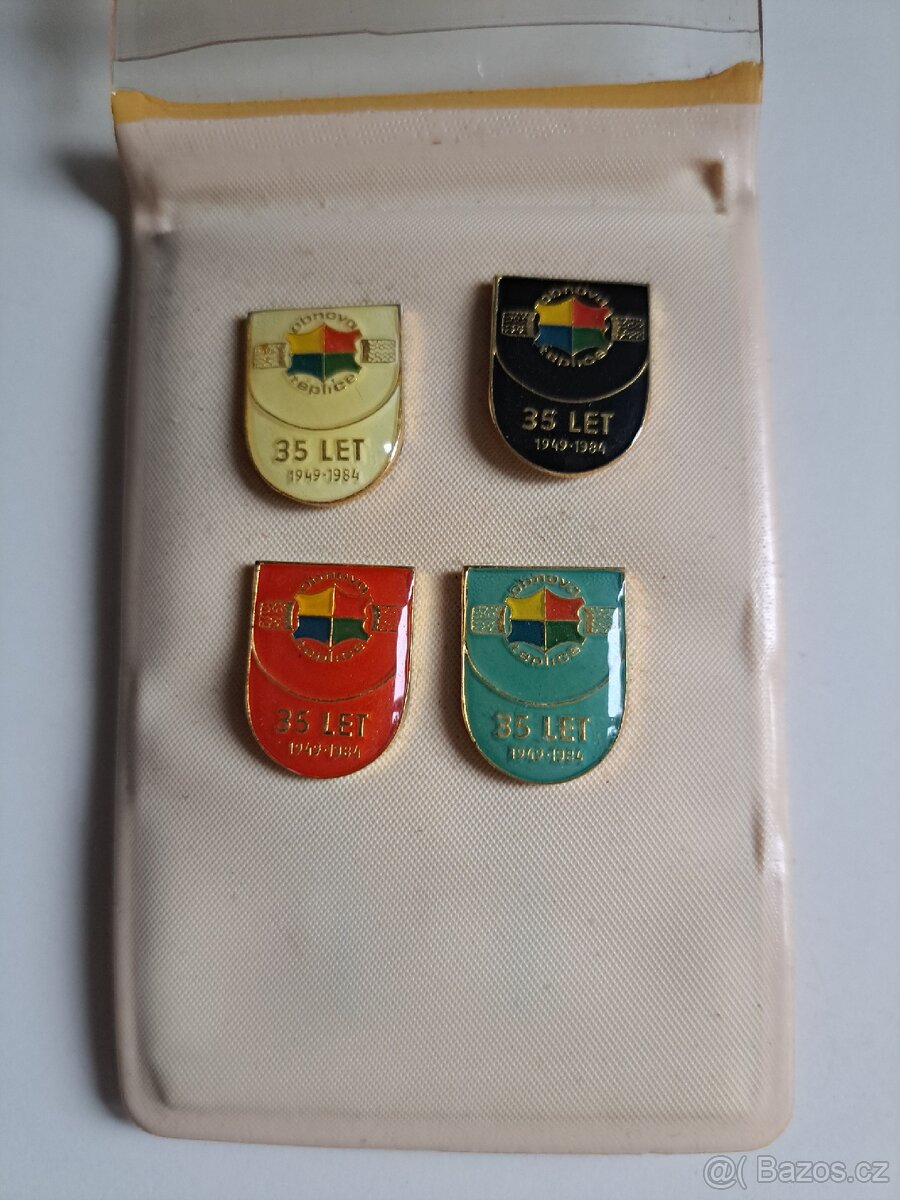 obnova
teplice
35 LET
1949-1984
obnova
teplice
35 LET
1949-1984
obnova
teplice
35 LET
1949-1984
obnova
teplice
35 LET
1949-1984
@( Bazos.cz